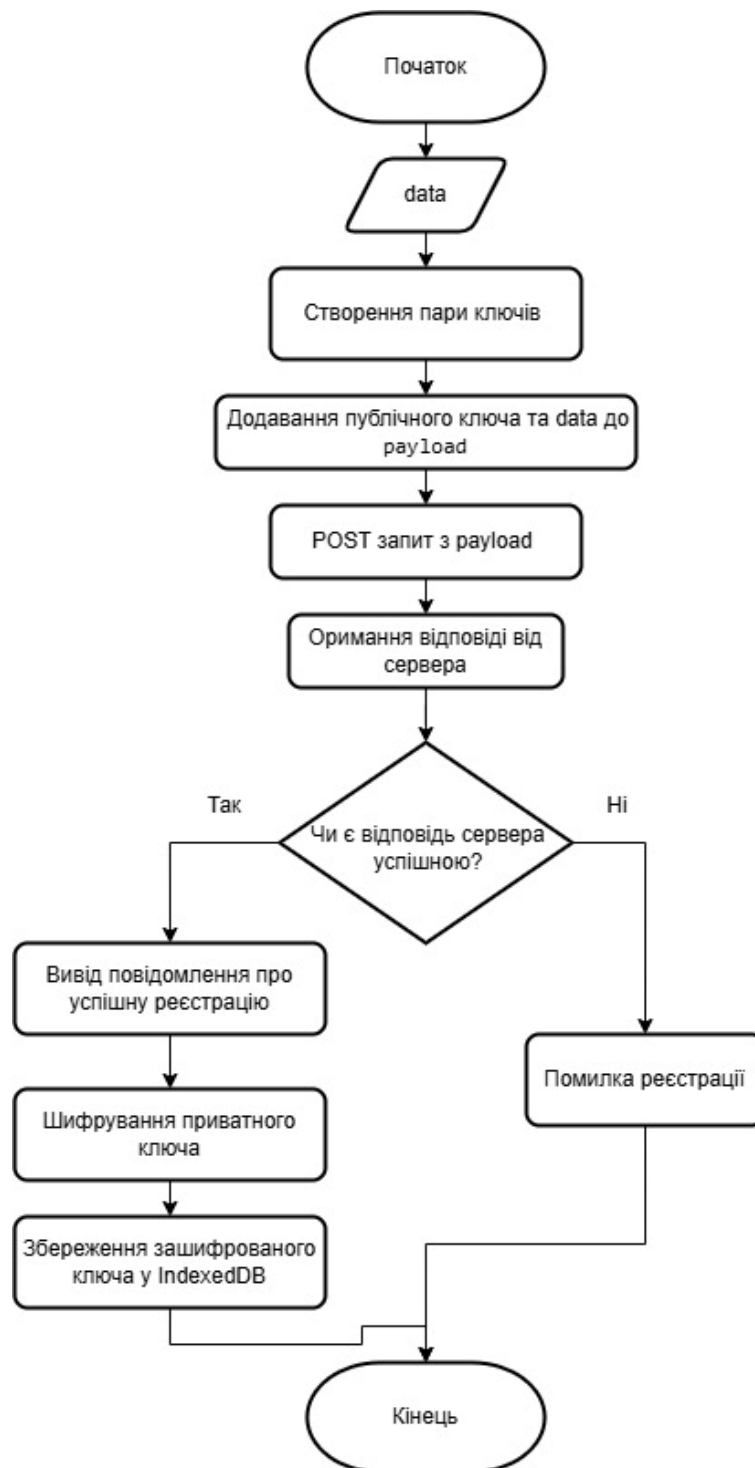 Початок
data
Створення пари ключів
Додавання публічного ключа та data до
payload
POST запит з payload
Оримання відповіді від
сервера
Так
Ні
Чи є відповідь сервера
успішною?
Вивід повідомлення про
успішну реєстрацію
Помилка реєстрації
Шифрування приватного
ключа
Збереження зашифрованого
ключа у IndexedDB
Кінець